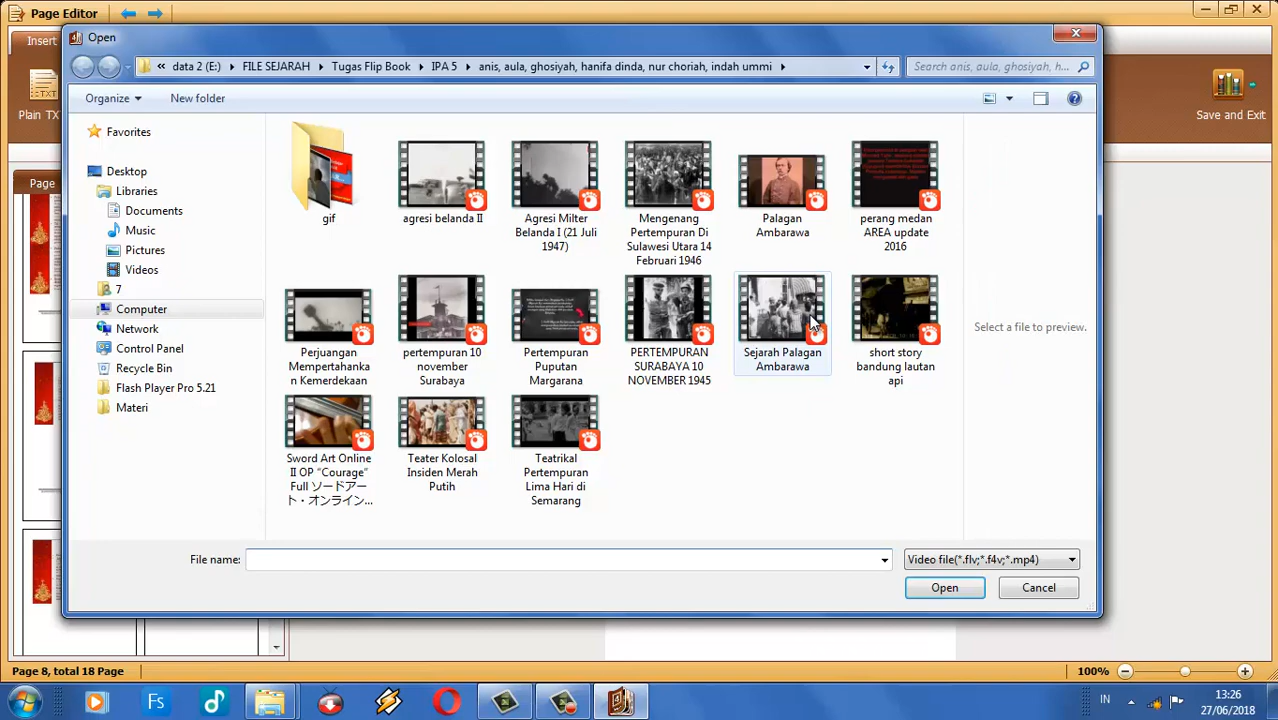 Page Editor
Insert
Plain TX
Save and Exit
Page
Open
« data 2 (E:) FILE SEJARAH Tugas Flip Book IPA 5 anis, aula, ghosiyah, hanifa dinda, nur choriah, indah ummi
Search anis, aula, ghosiyah, hanifa dinda, nur ch...
Organize New folder
Favorites
Desktop
Libraries
Documents
Music
Pictures
Videos
7
Computer
Network
Control Panel
Recycle Bin
Flash Player Pro 5.21
Materi
gif
agresi belanda II
Agresi Milter
Belanda I (21 Juli
1947)
Mengenang
Pertempuran Di
Sulawesi Utara 14
Februari 1946
Palagan
Ambarawa
perang medan
AREA update
2016
Perjuangan
Mempertahanka
n Kemerdekaan
pertempuran 10
november
Surabaya
Pertempuran
Puputan
Margarana
PERTEMPURAN
SURABAYA 10
NOVEMBER 1945
Sejarah Palagan
Ambarawa
short story
bandung lautan
api
Sword Art Online
II OP “Courage”
Full ソードアー
ト・オンライン...
Teater Kolosal
Insiden Merah
Putih
Teatrikal
Pertempuran
Lima Hari di
Semarang
Select a file to preview.
File name:
Video file(*.flv;*.f4v;*.mp4)
Open Cancel
Page 8, total 18 Page
100%
Fs
IN
13:26
27/06/2018